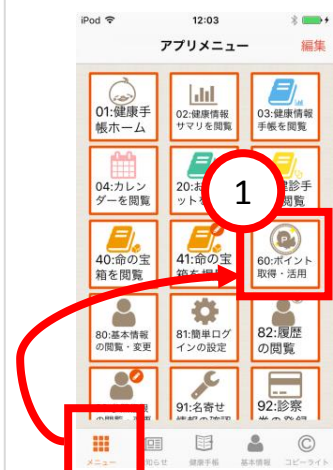 iPod 12:03
アプリメニュー 編集
01:健康手
帳ホーム
02:健康情報
サマリを閲覧
03:健康情報
手帳を閲覧
04:カレン
ダーを閲覧
20:お
ットを
診手
閲覧
1
40:命の宝
箱を閲覧
41:命の宝
60:ポイント
取得・活用
80:基本情報
の閲覧・変更
81:簡単ログ
インの設定
82:履歴
の閲覧
91:名寄せ
92:診察
メニュー お知らせ 健康手帳 基本情報 コピーライト